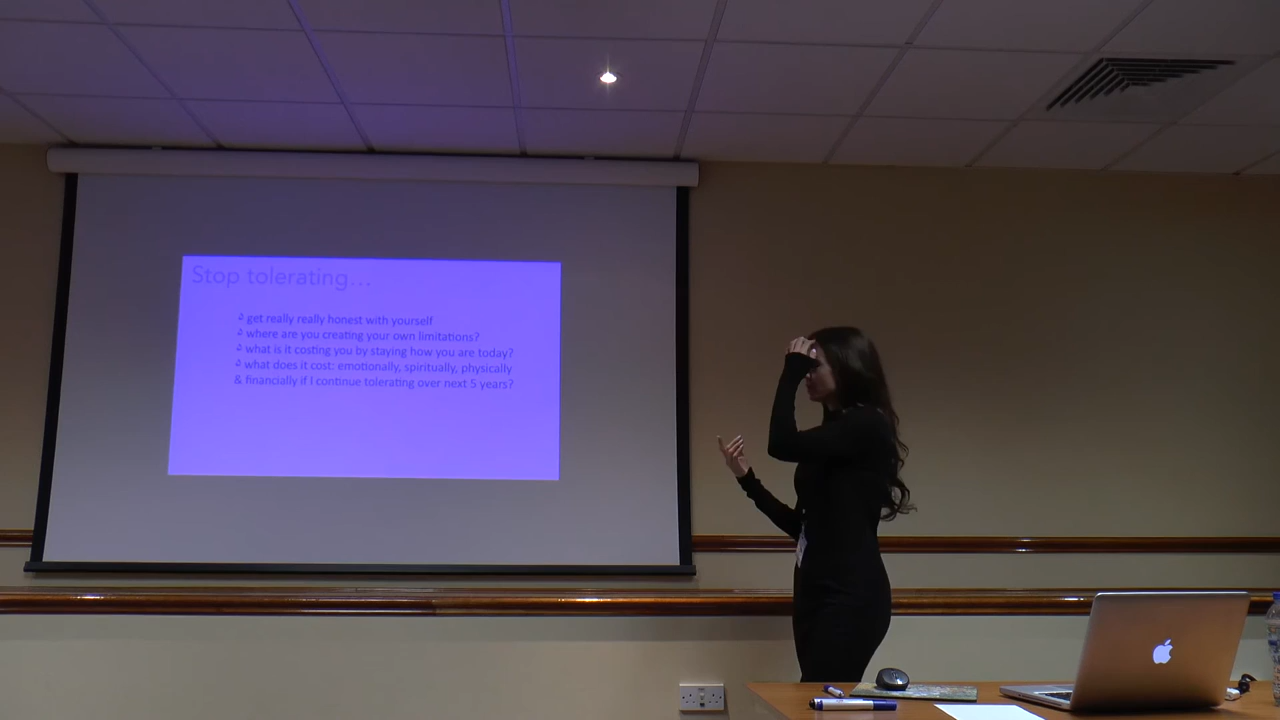 Stop tolerating...
get really really honest with yourself
where are you creating your own limitations?
what is it costing you by staying how you are today?
what does it cost: emotionally, spiritually, physically
& financially if I continue tolerating over next 5 years?